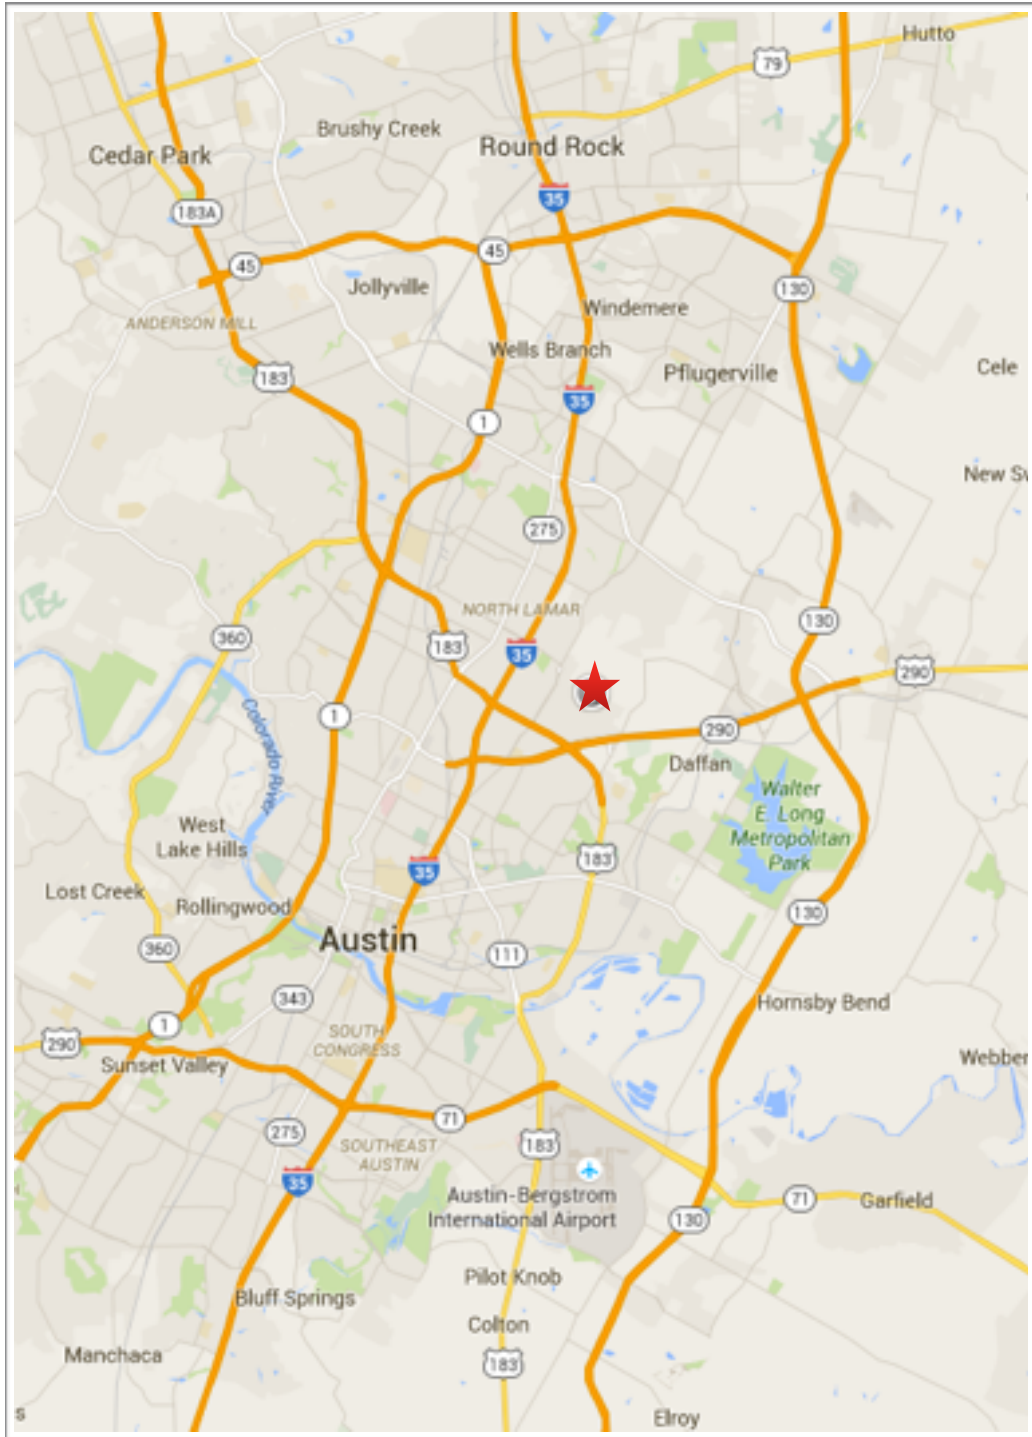 Hutto
79
Brushy Creek
Round Rock
Cedar Park
35
183A
45
45
Jollyville
130
Windemere
ANDERSON MILL
Wells Branch
Cele
183
Pflugerville
35
1
New Sw
275
NORTH LAMAR
130
360
183
35
290
1
290
Colorado River
Daffan
Walter
E. Long
Metropolitan
Park
West
Lake Hills
183
35
Lost Creek
Rollingwood
130
Austin
360
111
343
Hornsby Bend
1
290
SOUTH
CONGRESS
Sunset Valley
Webber
71
275
183
SOUTHEAST
AUSTIN
35
Austin-Bergstrom
International Airport
71
Garfield
130
Pilot Knob
Bluff Springs
Colton
Manchaca
183
s
Elroy